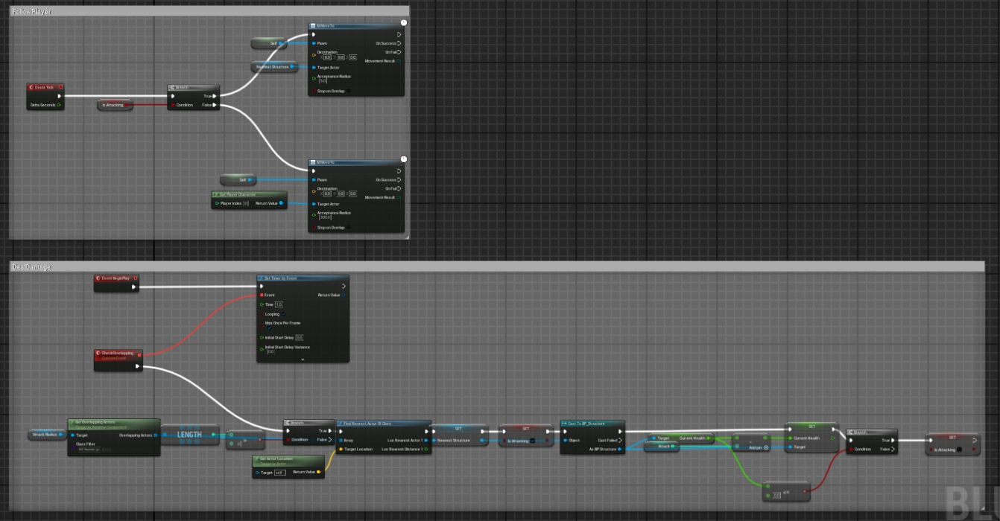 FollowPlayer
AI MoveTo
Self
Pawn
On Success
Destination
On Fail
X 0.0 Y 0.0 Z 0.0
Movement Result
Nearest Structure
Target Actor
Acceptance Radius
5.0
Stop on Overlap
Event Tick
Delta Seconds
Is Attacking
Branch
True
Condition
False
AI MoveTo
Self
Pawn
On Success
Destination
On Fail
X 0.0 Y 0.0 Z 0.0
Movement Result
Get Player Character
Player Index 0
Return Value
Target Actor
Acceptance Radius
300.0
Stop on Overlap
DealDamage
Event BeginPlay
Set Timer by Event
Event
Return Value
Time 1.0
Looping
Max Once Per Frame
Initial Start Delay 0.0
Initial Start Delay Variance
0.0
CheckOverlapping
Custom Event
Attack Radius
Get Overlapping Actors
Target is Primitive Component
Target
Overlapping Actors
Class Filter
LENGTH
>
0
Branch
True
Condition
False
Get Actor Location
Target is Actor
Target self
Return Value
Find Nearest Actor Of Class
Array
Loc Nearest Actor 1
Target Location
Loc Nearest Distance 1
SET
Nearest Structure
SET
Is Attacking
Cast To BP_Structure
Object
Cast Failed
As BP Structure
Target
Current Health
Attack
-
Add pin
SET
Current Health
Target
0.0
<=
Branch
True
Condition
False
SET
Is Attacking